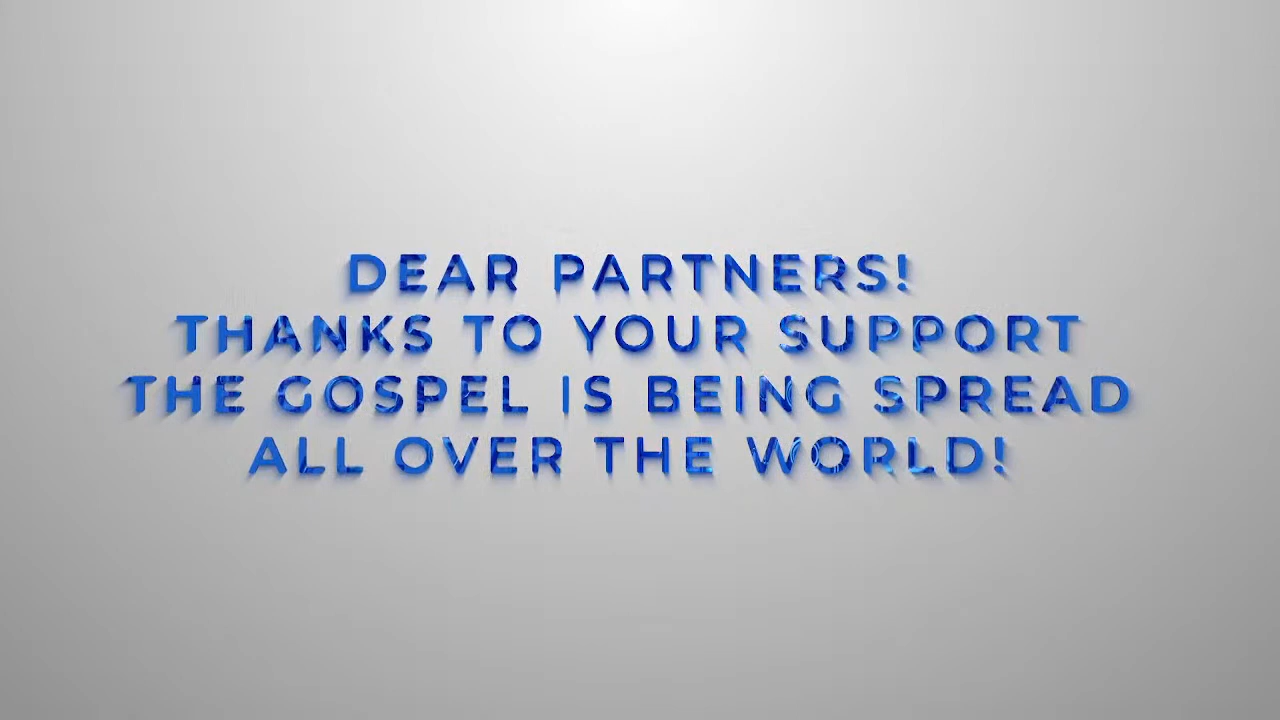 DEAR PARTNERS!
THANKS TO YOUR SUPPORT
THE GOSPEL IS BEING SPREAD
ALL OVER THE WORLD!